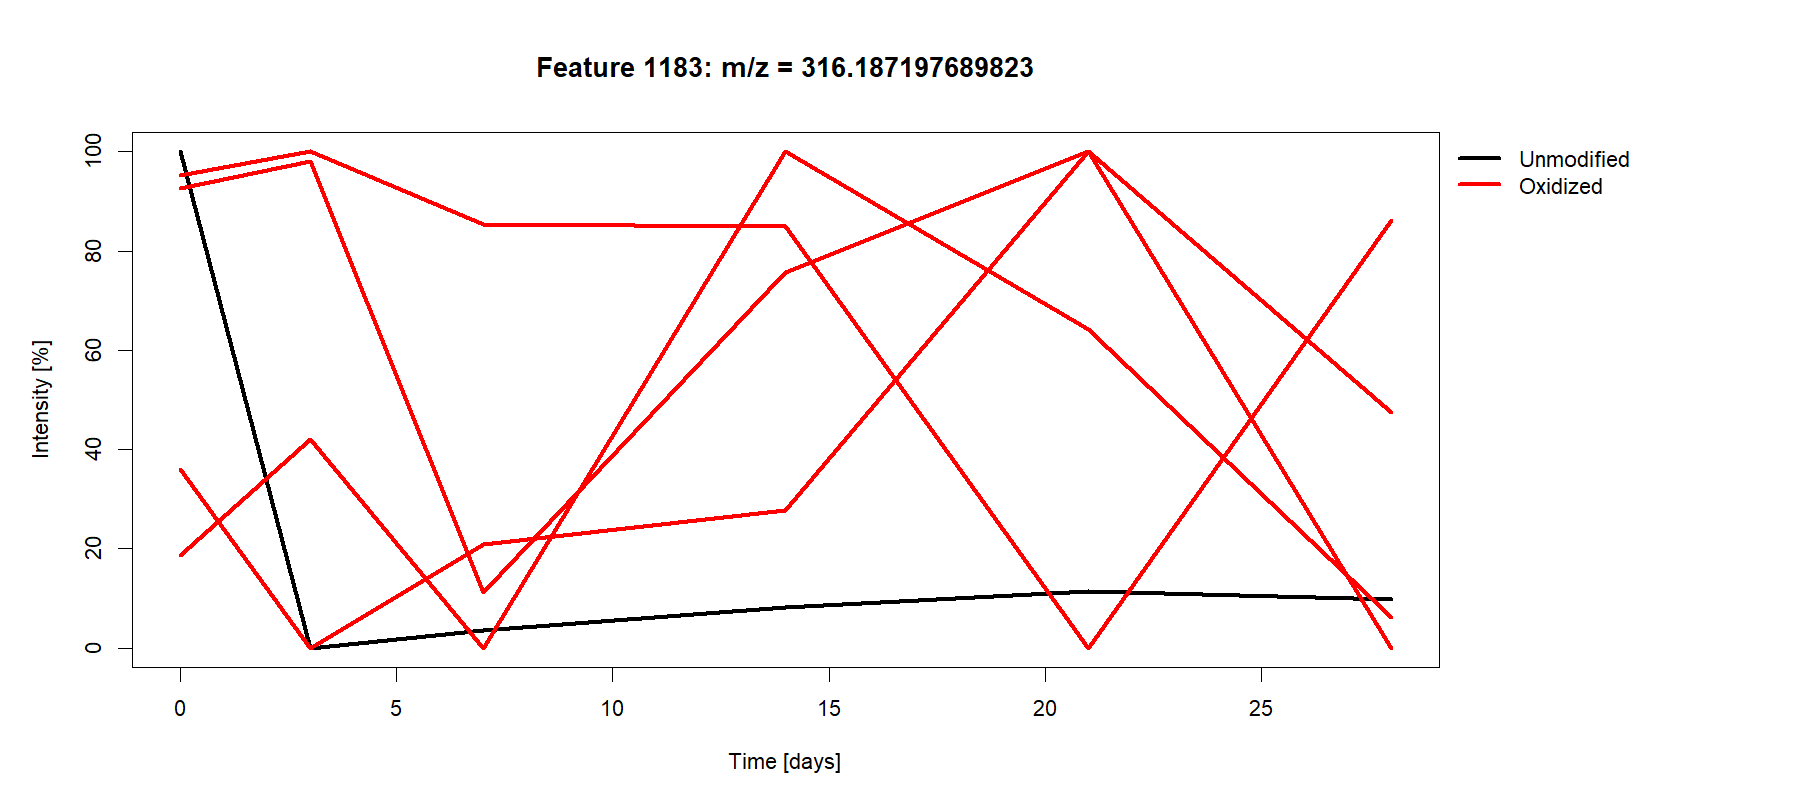 Feature 1183: m/z = 316.187197689823
Unmodified
Oxidized
Intensity [%]
100
80
60
40
20
0
0 5 10 15 20 25
Time [days]